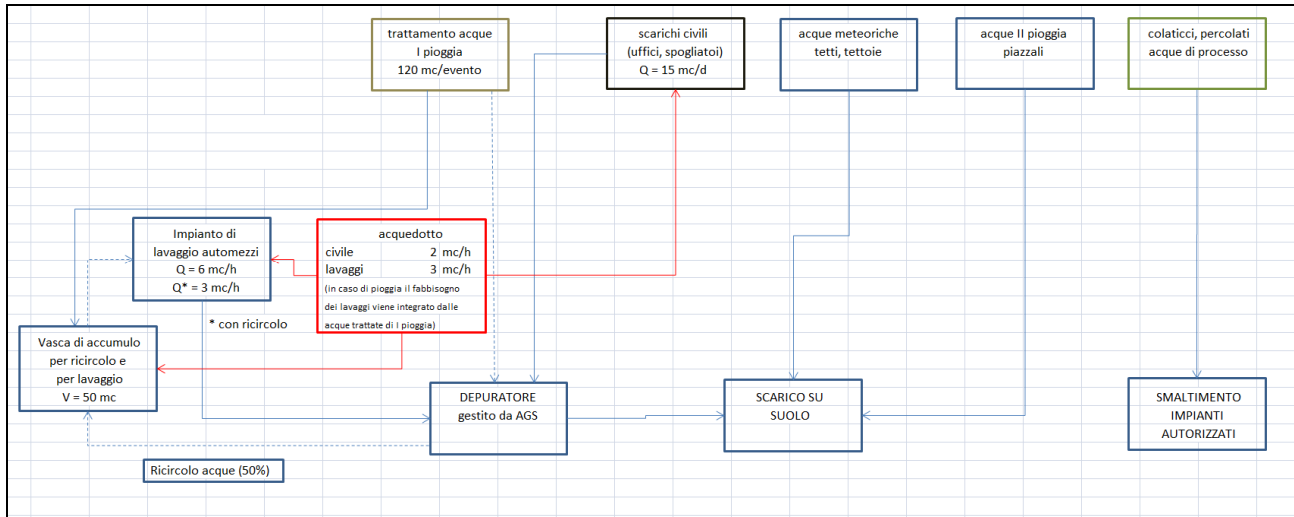 trattamento acque
I pioggia
120 mc/evento
scarichi civili
(uffici, spogliatoi)
Q = 15 mc/d
acque meteoriche
tetti, tettoie
acque II pioggia
piazzali
colaticci, percolati
acque di processo
Impianto di
lavaggio automezzi
Q = 6 mc/h
Q* = 3 mc/h
acquedotto
civile 2 mc/h
lavaggi 3 mc/h
(in caso di pioggia il fabbisogno
dei lavaggi viene integrato dalle
acque trattate di I pioggia)
* con ricircolo
Vasca di accumulo
per ricircolo e
per lavaggio
V = 50 mc
DEPURATORE
gestito da AGS
SCARICO SU
SUOLO
SMALTIMENTO
IMPIANTI
AUTORIZZATI
Ricircolo acque (50%)